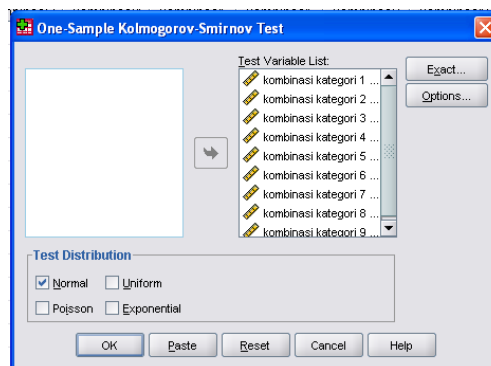 One-Sample Kolmogorov-Smirnov Test
Test Variable List:
kombinasi kategori 1 ...
kombinasi kategori 2 ...
kombinasi kategori 3 ...
kombinasi kategori 4 ...
kombinasi kategori 5 ...
kombinasi kategori 6 ...
kombinasi kategori 7 ...
kombinasi kategori 8 ...
kombinasi kategori 9 ...
Exact...
Options...
Test Distribution
Normal Uniform
Poisson Exponential
OK Paste Reset Cancel Help